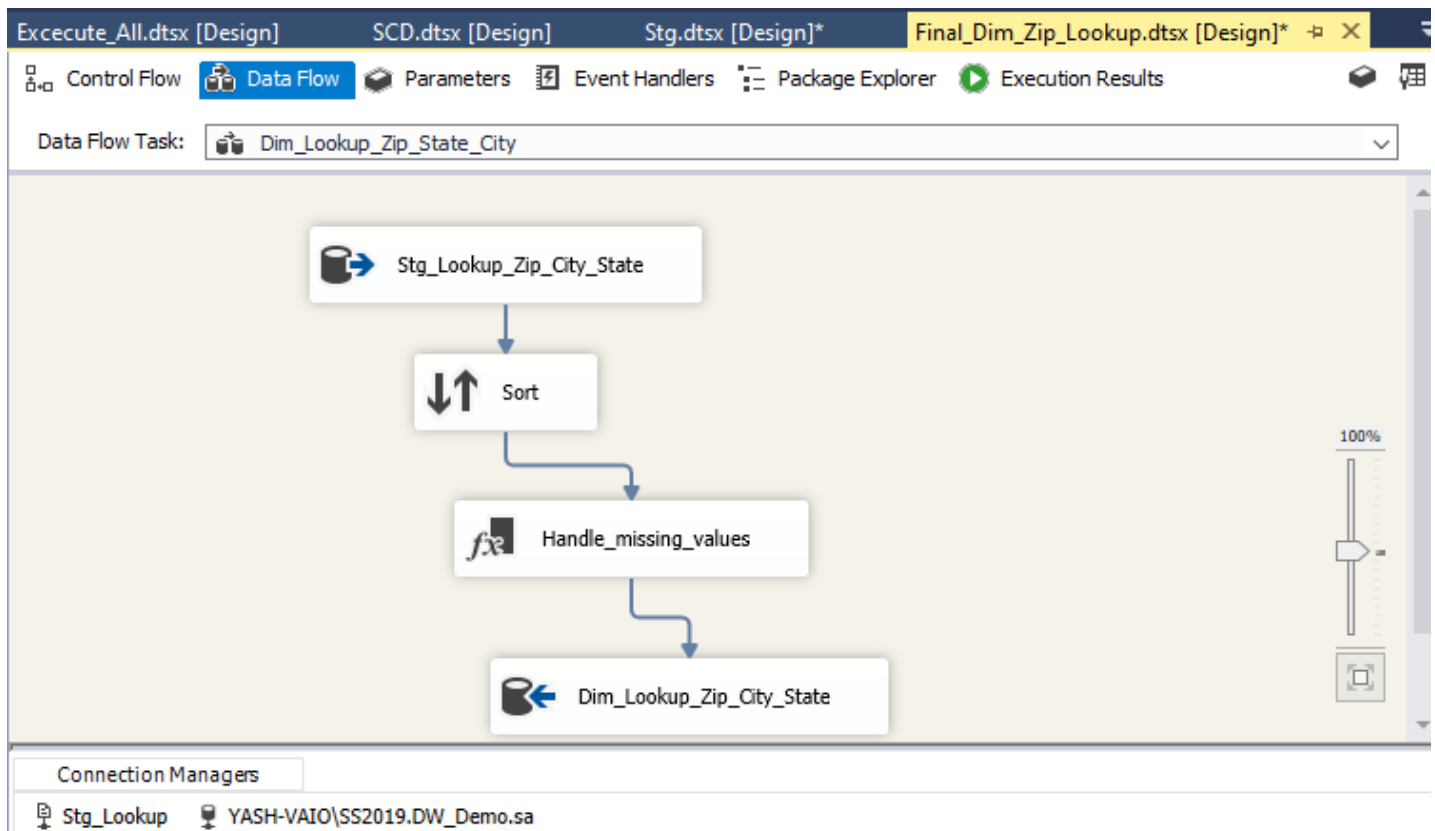 Excecute_All.dtsx [Design] SCD.dtsx [Design] Stg.dtsx [Design]* Final_Dim_Zip_Lookup.dtsx [Design]*
Control Flow Data Flow Parameters Event Handlers Package Explorer Execution Results
Data Flow Task: Dim_Lookup_Zip_State_City
Stg_Lookup_Zip_City_State
Sort
100%
Handle_missing_values
Dim_Lookup_Zip_City_State
Connection Managers
Stg_Lookup YASH-VAIO\SS2019.DW_Demo.sa